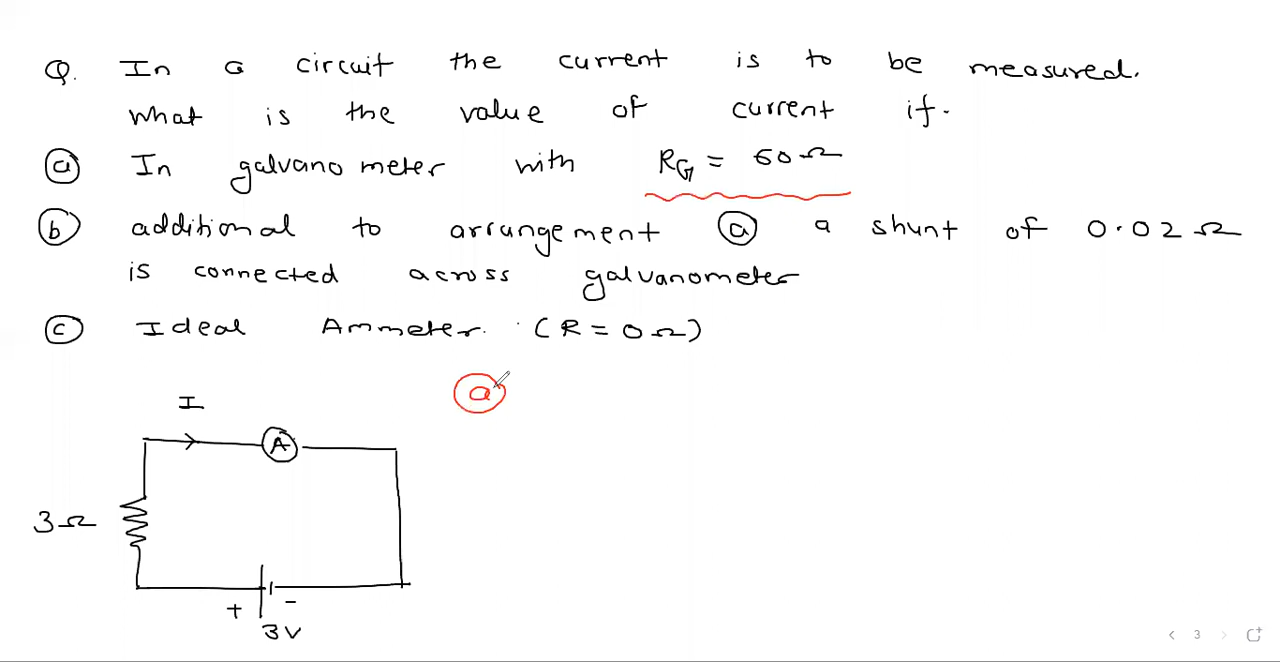 Q. In a circuit the current is to be measured.
What is the value of current if.
(a) In galvanometer with RG = 60Ω
(b) additional to arrangement (a) a shunt of 0.02Ω
is connected across galvanometer
(c) Ideal Ammeter. (R = 0Ω)
(a)
I
A
3Ω
+ -
3V
< 3 >